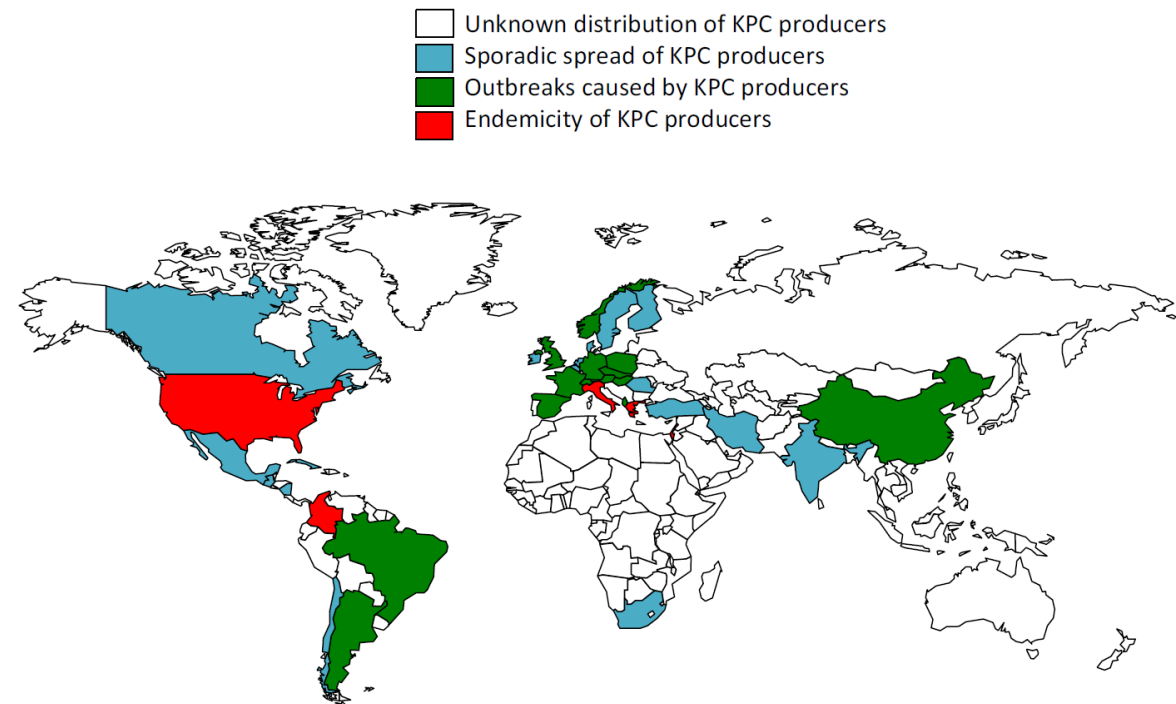 Unknown distribution of KPC producers
Sporadic spread of KPC producers
Outbreaks caused by KPC producers
Endemicity of KPC producers